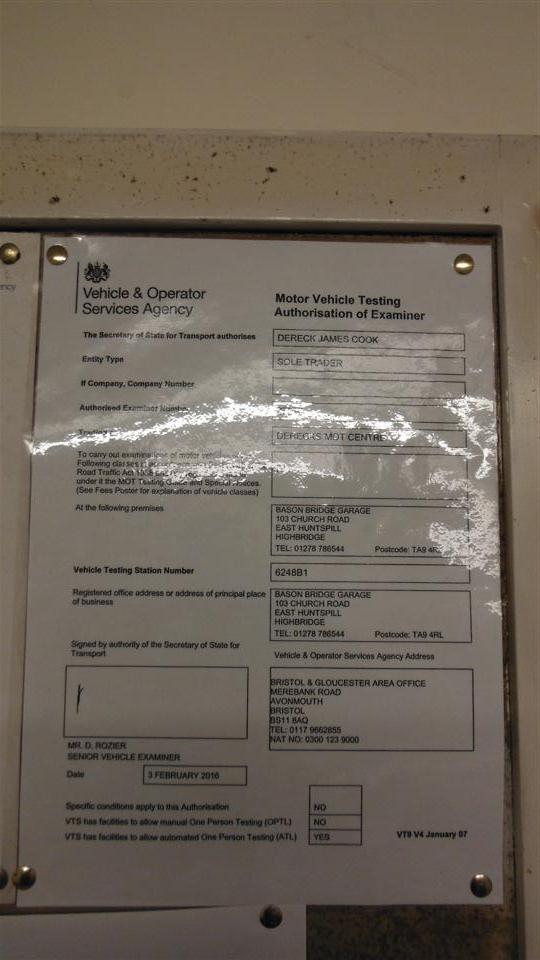 Vehicle & Operator
Services Agency
Motor Vehicle Testing
Authorisation of Examiner
The Secretary of State for Transport authorises
DERECK JAMES COOK
Entity Type
SOLE TRADER
If Company, Company Number
Authorised Examiner Number
Trading
MOT CENTRE
To carry out examinations of motor vehicles
Following classes in
Road Traffic Act
under it the MOT Testing Guide and Special Notices.
(See Fees Poster for explanation of vehicle classes)
At the following premises
BASON BRIDGE GARAGE
103 CHURCH ROAD
EAST HUNTSPILL
HIGHBRIDGE
TEL: 01278 786544 Postcode: TA9
Vehicle Testing Station Number
6248B1
Registered office address or address of principal place
of business
BASON BRIDGE GARAGE
103 CHURCH ROAD
EAST HUNTSPILL
HIGHBRIDGE
TEL: 01278 786544 Postcode: TA9 4RL
Signed by authority of the Secretary of State for
Transport
Vehicle & Operator Services Agency Address
BRISTOL & GLOUCESTER AREA OFFICE
MEREBANK ROAD
AVONMOUTH
BRISTOL
BS11 8AQ
TEL: 0117 9662855
NAT NO: 0300 123 9000
MR. D. ROZIER
SENIOR VEHICLE EXAMINER
Date
3 FEBRUARY 2016
Specific conditions apply to this Authorisation NO
VTS has facilities to allow manual One Person Testing (OPTL) NO
VTS has facilities to allow automated One Person Testing (ATL) YES
VT9 V4 January 07